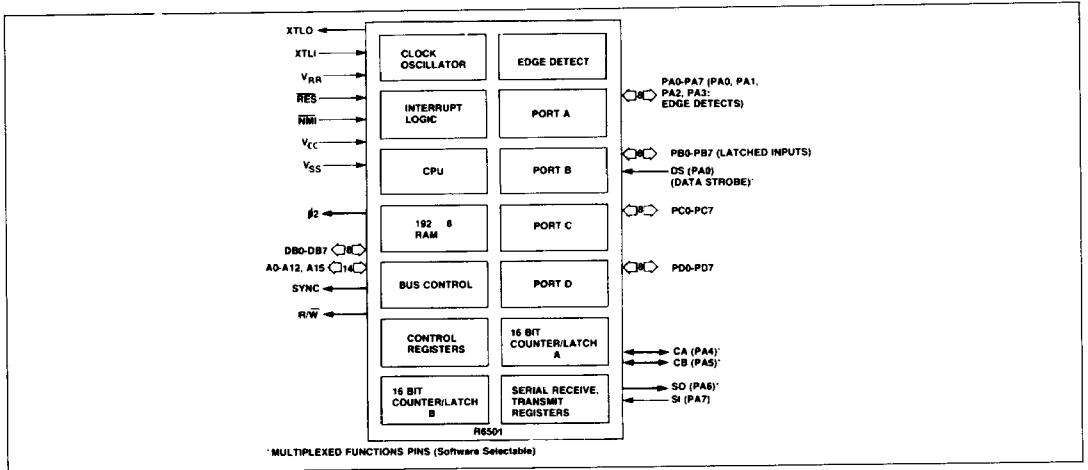 XTLO
XTLI
VRR
RES
NMI
VCC
VSS
ϕ2
DB0-DB7 8
A0-A12, A15 14
SYNC
R/W
CLOCK
OSCILLATOR
EDGE DETECT
INTERRUPT
LOGIC
PORT A
CPU
PORT B
192 8
RAM
PORT C
BUS CONTROL
PORT D
CONTROL
REGISTERS
16 BIT
COUNTER/LATCH
A
16 BIT
COUNTER/LATCH
B
SERIAL RECEIVE,
TRANSMIT
REGISTERS
R6501
8 PA0-PA7 (PA0, PA1,
PA2, PA3:
EDGE DETECTS)
8 PB0-PB7 (LATCHED INPUTS)
DS (PA0)
(DATA STROBE)*
8 PC0-PC7
8 PD0-PD7
CA (PA4)*
CB (PA5)*
SO (PA6)*
SI (PA7)
*MULTIPLEXED FUNCTIONS PINS (Software Selectable)